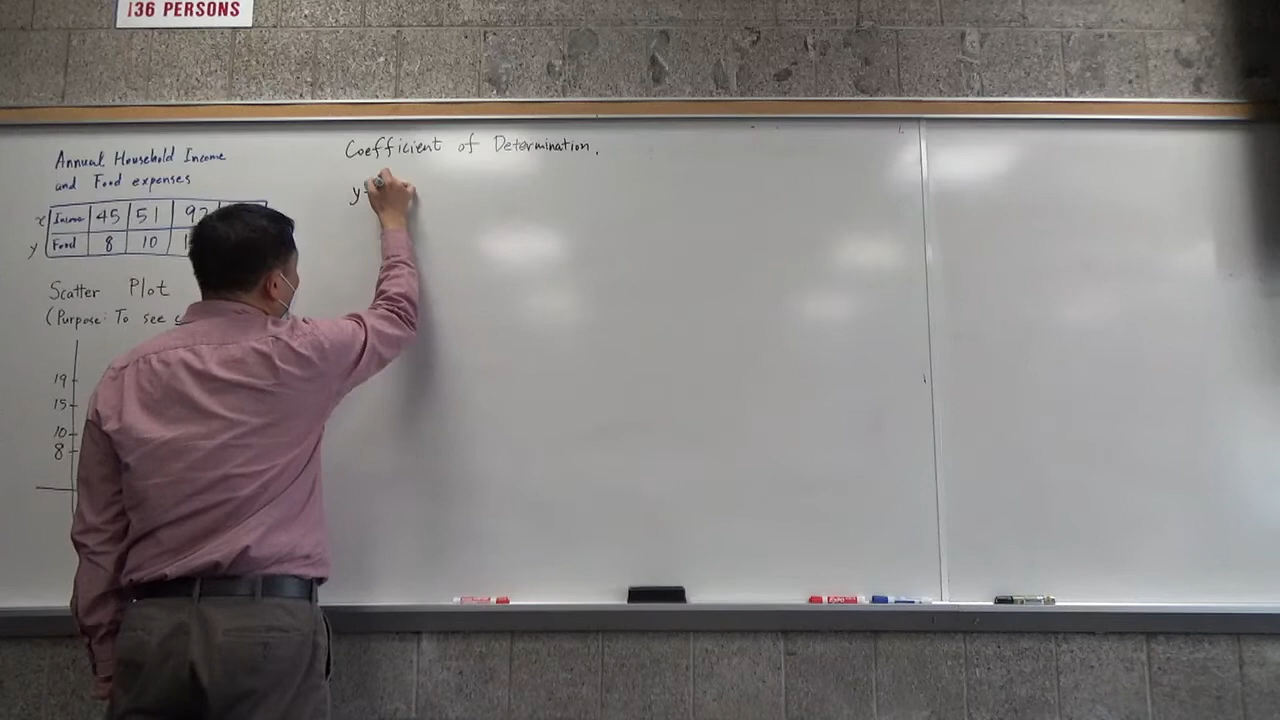 136 PERSONS
Annual Household Income
and Food expenses
x Income 45 51 92
y Food 8 10
Scatter Plot
(Purpose: To see
19
15
10
8
Coefficient of Determination.
y